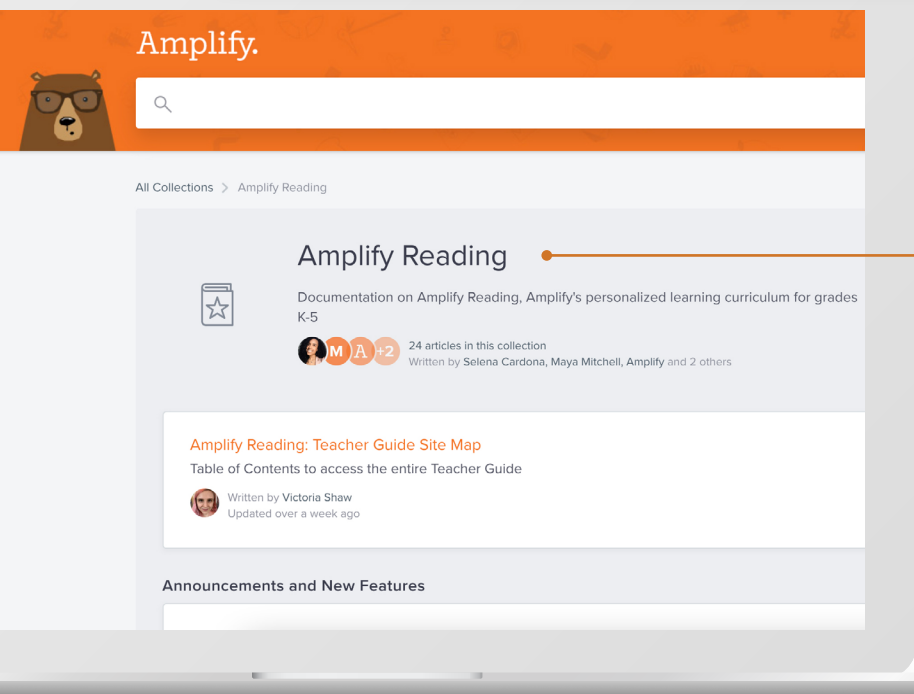 Amplify.
All Collections > Amplify Reading
Amplify Reading
Documentation on Amplify Reading, Amplify's personalized learning curriculum for grades
K-5
M A +2
24 articles in this collection
Written by Selena Cardona, Maya Mitchell, Amplify and 2 others
Amplify Reading: Teacher Guide Site Map
Table of Contents to access the entire Teacher Guide
Written by Victoria Shaw
Updated over a week ago
Announcements and New Features